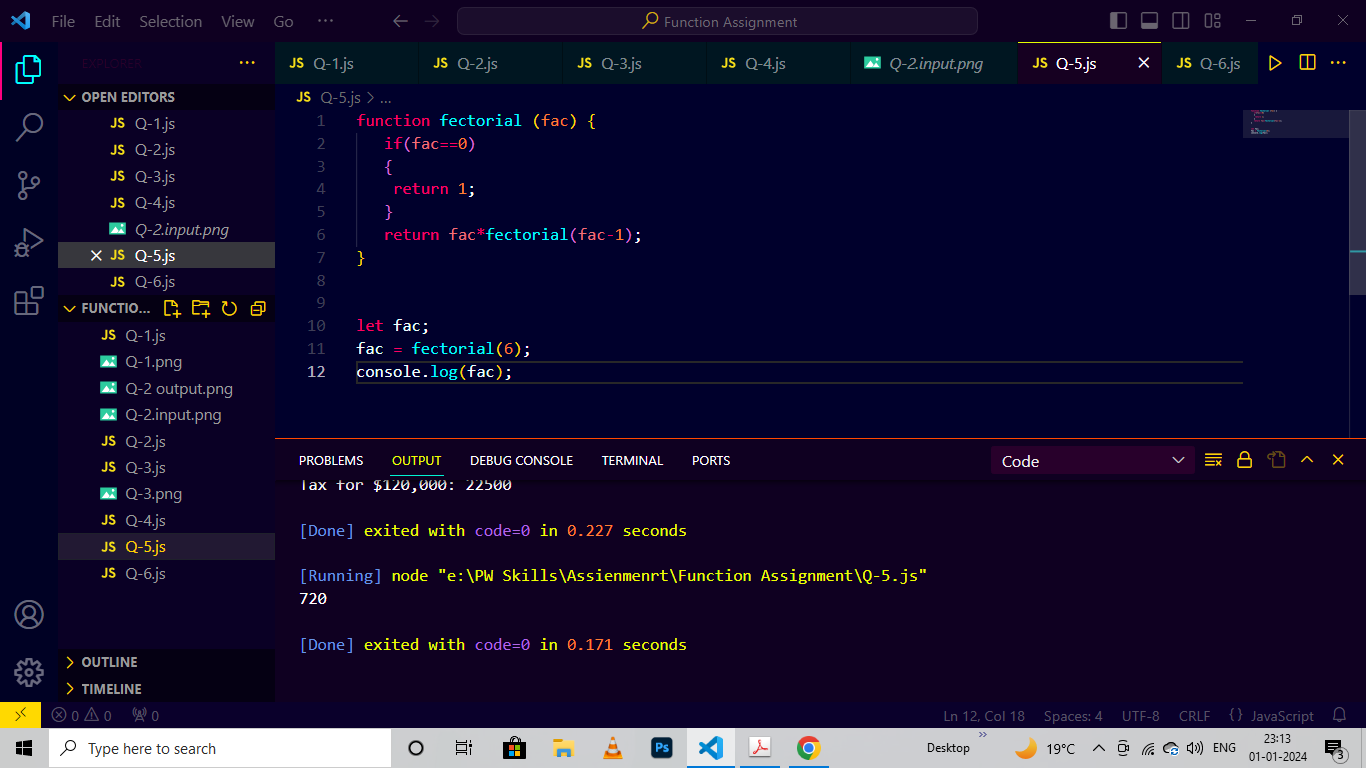 File Edit Selection View Go ··· Function Assignment
EXPLORER ···
JS Q-1.js JS Q-2.js JS Q-3.js JS Q-4.js Q-2.input.png JS Q-5.js JS Q-6.js ···
OPEN EDITORS
JS Q-1.js
JS Q-2.js
JS Q-3.js
JS Q-4.js
Q-2.input.png
JS Q-5.js
JS Q-6.js
FUNCTIO...
JS Q-1.js
Q-1.png
Q-2 output.png
Q-2.input.png
JS Q-2.js
JS Q-3.js
Q-3.png
JS Q-4.js
JS Q-5.js
JS Q-6.js
OUTLINE
TIMELINE
JS Q-5.js > ...
1 function fectorial (fac) {
2 if(fac==0)
3 {
4 return 1;
5 }
6 return fac*fectorial(fac-1);
7 }
8
9
10 let fac;
11 fac = fectorial(6);
12 console.log(fac);
PROBLEMS OUTPUT DEBUG CONSOLE TERMINAL PORTS Code
Tax for $120,000: 22500
[Done] exited with code=0 in 0.227 seconds
[Running] node "e:\PW Skills\Assienmenrt\Function Assignment\Q-5.js"
720
[Done] exited with code=0 in 0.171 seconds
0 0 0 Ln 12, Col 18 Spaces: 4 UTF-8 CRLF {} JavaScript
Type here to search Ps Desktop » 19°C ENG 23:13
01-01-2024 3